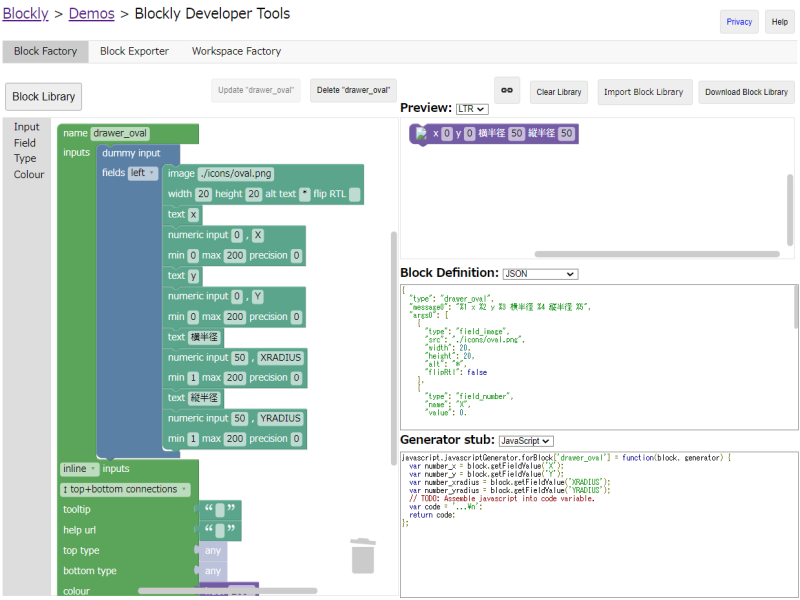 Blockly > Demos > Blockly Developer Tools
Privacy
Help
Block Factory
Block Exporter
Workspace Factory
Block Library
Update "drawer_oval"
Delete "drawer_oval"
Clear Library
Import Block Library
Download Block Library
Preview: LTR
Input
Field
Type
Colour
name drawer_oval
inputs
dummy input
fields left
image ./icons/oval.png
width 20 height 20 alt text * flip RTL
text x
numeric input 0 , X
min 0 max 200 precision 0
text y
numeric input 0 , Y
min 0 max 200 precision 0
text 横半径
numeric input 50 , XRADIUS
min 1 max 200 precision 0
text 縦半径
numeric input 50 , YRADIUS
min 1 max 200 precision 0
inline inputs
↕ top+bottom connections
tooltip “ ”
help url “ ”
top type any
bottom type any
colour
x 0 y 0 横半径 50 縦半径 50
Block Definition: JSON
{
"type": "drawer_oval",
"message0": "%1 x %2 y %3 横半径 %4 縦半径 %5",
"args0": [
{
"type": "field_image",
"src": "./icons/oval.png",
"width": 20,
"height": 20,
"alt": "*",
"flipRtl": false
},
{
"type": "field_number",
"name": "X",
"value": 0,
Generator stub: JavaScript
javascript.javascriptGenerator.forBlock['drawer_oval'] = function(block, generator) {
var number_x = block.getFieldValue('X');
var number_y = block.getFieldValue('Y');
var number_xradius = block.getFieldValue('XRADIUS');
var number_yradius = block.getFieldValue('YRADIUS');
// TODO: Assemble javascript into code variable.
var code = '...¥n';
return code;
};